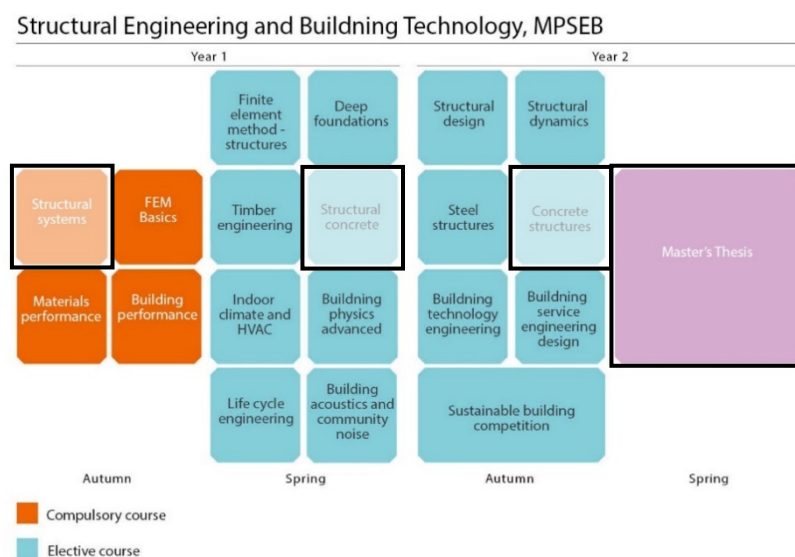 Structural Engineering and Buildning Technology, MPSEB
Year 1
Year 2
Finite
element
method -
structures
Deep
foundations
Structural
design
Structural
dynamics
Structural
systems
FEM
Basics
Timber
engineering
Structural
concrete
Steel
structures
Concrete
structures
Master's Thesis
Materials
performance
Building
performance
Indoor
climate and
HVAC
Buildning
physics
advanced
Buildning
technology
engineering
Buildning
service
engineering
design
Life cycle
engineering
Building
acoustics and
community
noise
Sustainable building
competition
Autumn
Spring
Autumn
Spring
Compulsory course
Elective course